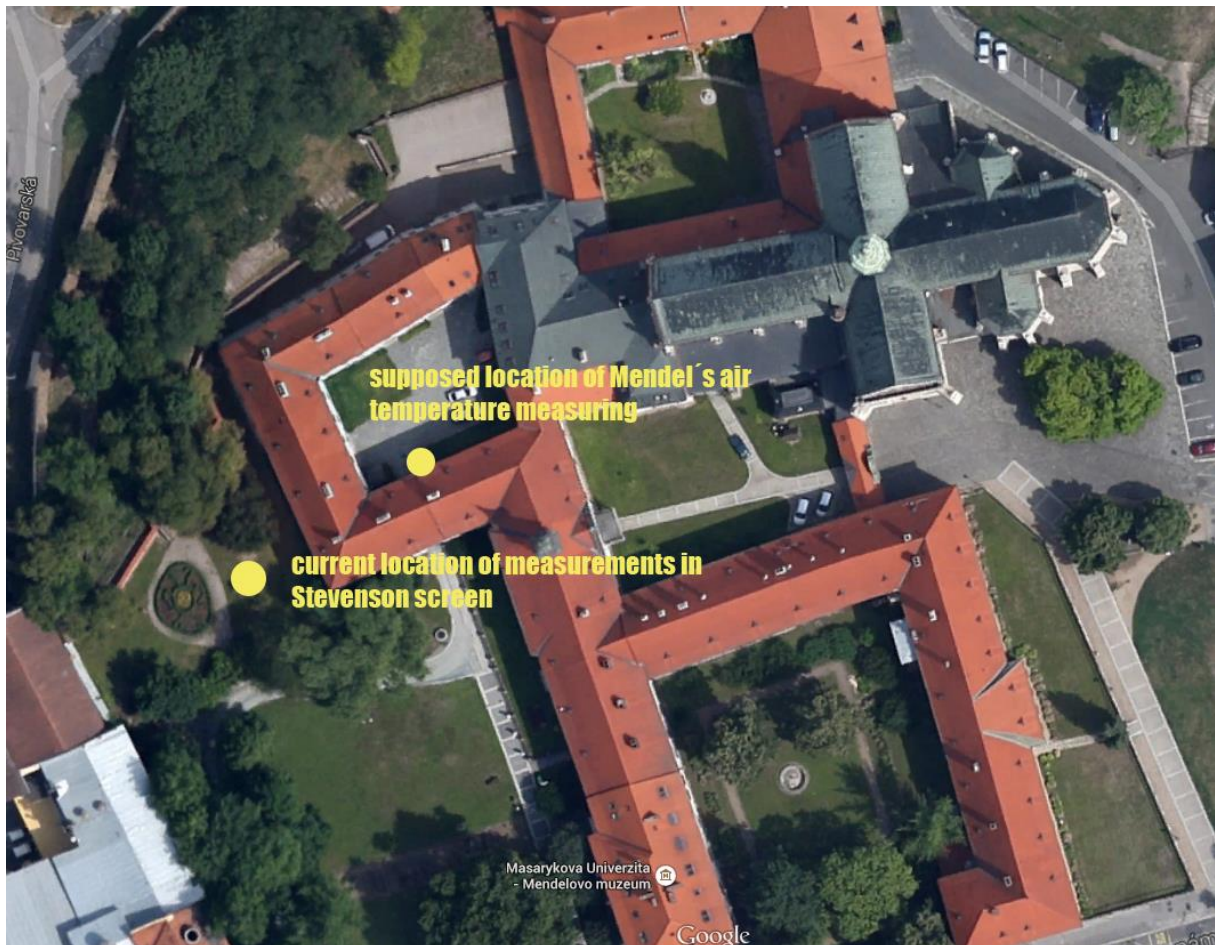 Pivovarská
supposed location of Mendel´s air
temperature measuring
current location of measurements in
Stevenson screen
Masarykova Univerzita
- Mendelovo muzeum
Google